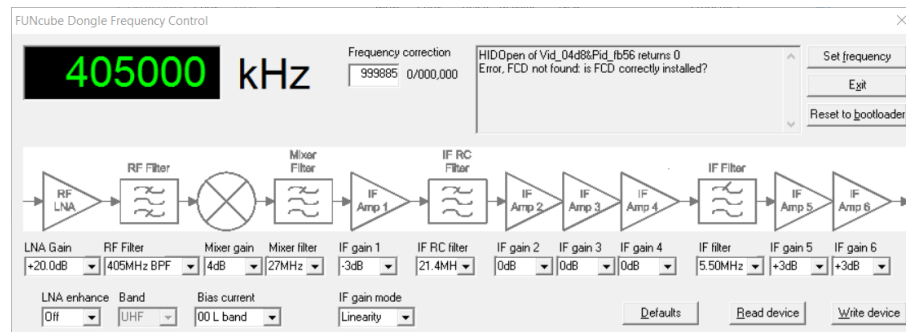 FUNcube Dongle Frequency Control
405000 kHz
Frequency correction
999885 0/000,000
HIDOpen of Vid_04d8&Pid_fb56 returns 0
Error, FCD not found: is FCD correctly installed?
Set frequency
Exit
Reset to bootloader
RF LNA
RF Filter
Mixer Filter
IF Amp 1
IF RC Filter
IF Amp 2
IF Amp 3
IF Amp 4
IF Filter
IF Amp 5
IF Amp 6
LNA Gain RF Filter Mixer gain Mixer filter IF gain 1 IF RC filter IF gain 2 IF gain 3 IF gain 4 IF filter IF gain 5 IF gain 6
+20.0dB 405MHz BPF 4dB 27MHz -3dB 21.4MH 0dB 0dB 0dB 5.50MHz +3dB +3dB
LNA enhance Band Bias current IF gain mode
Off UHF 00 L band Linearity Defaults Read device Write device